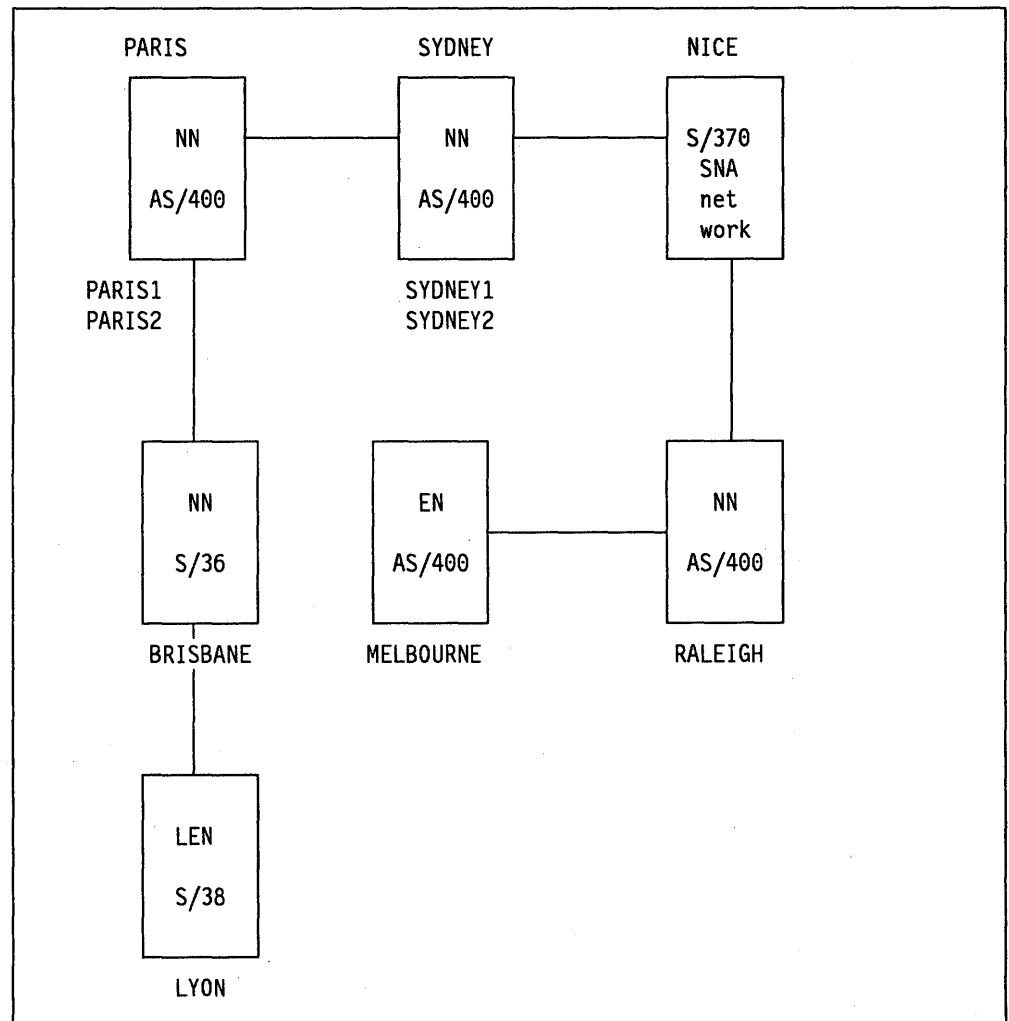 PARIS
SYDNEY
NICE
NN
AS/400
NN
AS/400
S/370
SNA
net
work
PARIS1
PARIS2
SYDNEY1
SYDNEY2
NN
S/36
EN
AS/400
NN
AS/400
BRISBANE
MELBOURNE
RALEIGH
LEN
S/38
LYON